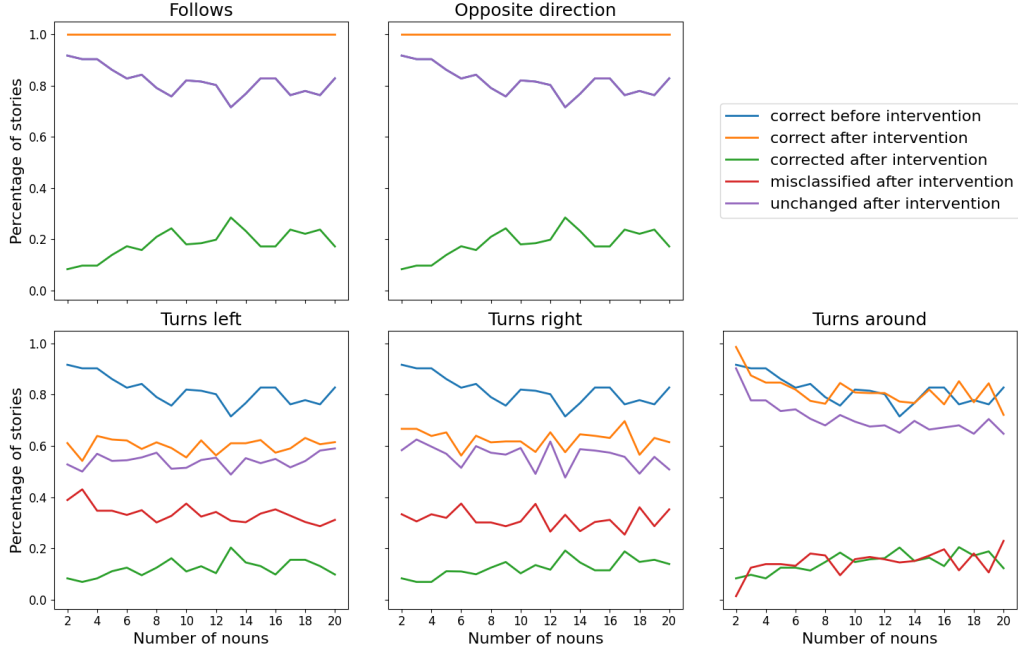 Follows
Opposite direction
Percentage of stories
1.0
0.8
0.6
0.4
0.2
0.0
correct before intervention
correct after intervention
corrected after intervention
misclassified after intervention
unchanged after intervention
Turns left
Turns right
Turns around
Percentage of stories
1.0
0.8
0.6
0.4
0.2
0.0
2 4 6 8 10 12 14 16 18 20
2 4 6 8 10 12 14 16 18 20
2 4 6 8 10 12 14 16 18 20
Number of nouns
Number of nouns
Number of nouns